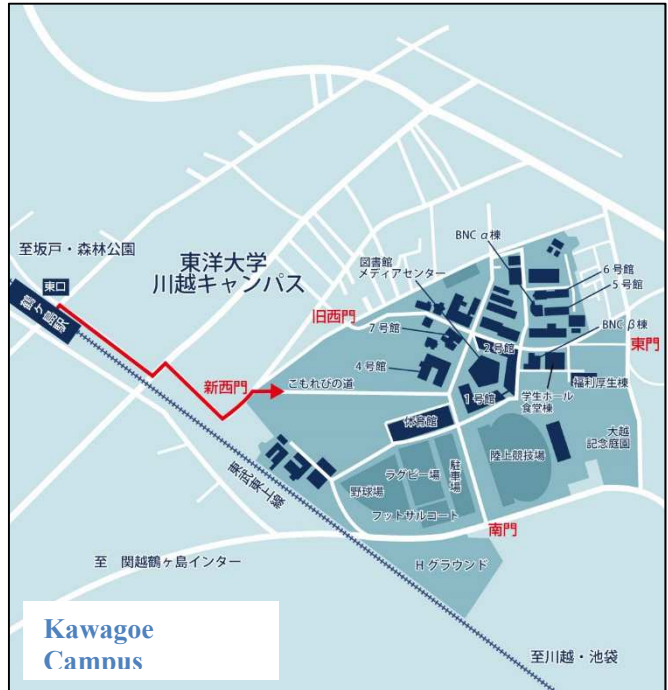 至坂戸・森林公園
東口
鶴ヶ島駅
東洋大学
川越キャンパス
図書館
メディアセンター
BNC α棟
6号館
5号館
旧西門
7号館
2号館
BNC β棟
東門
4号館
新西門
こもれびの道
1号館
学生ホール
食堂棟
福利厚生棟
体育館
大越
記念庭園
東武東上線
ラグビー場
駐車場
陸上競技場
野球場
フットサルコート
南門
至 関越鶴ヶ島インター
Hグラウンド
Kawagoe
Campus
至川越・池袋